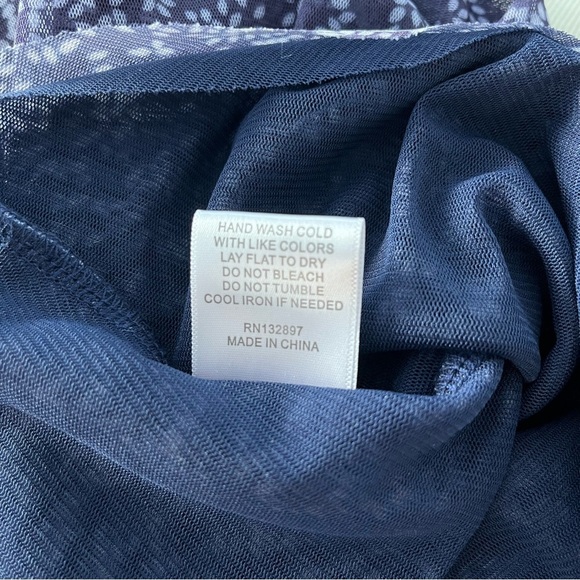 HAND WASH COLD
WITH LIKE COLORS
LAY FLAT TO DRY
DO NOT BLEACH
DO NOT TUMBLE
COOL IRON IF NEEDED
RN132897
MADE IN CHINA